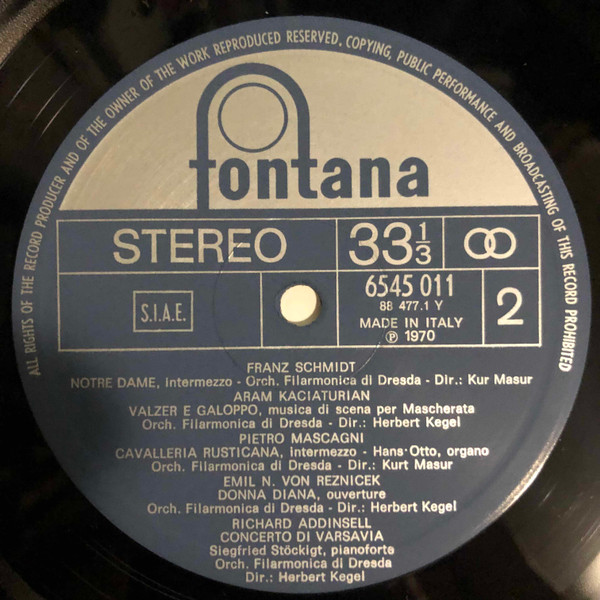 ALL RIGHTS OF THE RECORD PRODUCER AND OF THE OWNER OF THE WORK REPRODUCED RESERVED, COPYING, PUBLIC PERFORMANCE AND BROADCASTING OF THIS RECORD PROHIBITED
fontana
STEREO
33 1/3
6545 011
BB 477.1 Y
S.I.A.E.
MADE IN ITALY
Ⓟ 1970
2
FRANZ SCHMIDT
NOTRE DAME, intermezzo - Orch. Filarmonica di Dresda - Dir.: Kur Masur
ARAM KACIATURIAN
VALZER E GALOPPO, musica di scena per Mascherata
Orch. Filarmonica di Dresda - Dir.: Herbert Kegel
PIETRO MASCAGNI
CAVALLERIA RUSTICANA, intermezzo - Hans Otto, organo
Orch. Filarmonica di Dresda - Dir.: Kurt Masur
EMIL N. VON REZNICEK
DONNA DIANA, ouverture
Orch. Filarmonica di Dresda - Dir.: Herbert Kegel
RICHARD ADDINSELL
CONCERTO DI VARSAVIA
Siegfried Stöckigt, pianoforte
Orch. Filarmonica di Dresda
Dir.: Herbert Kegel